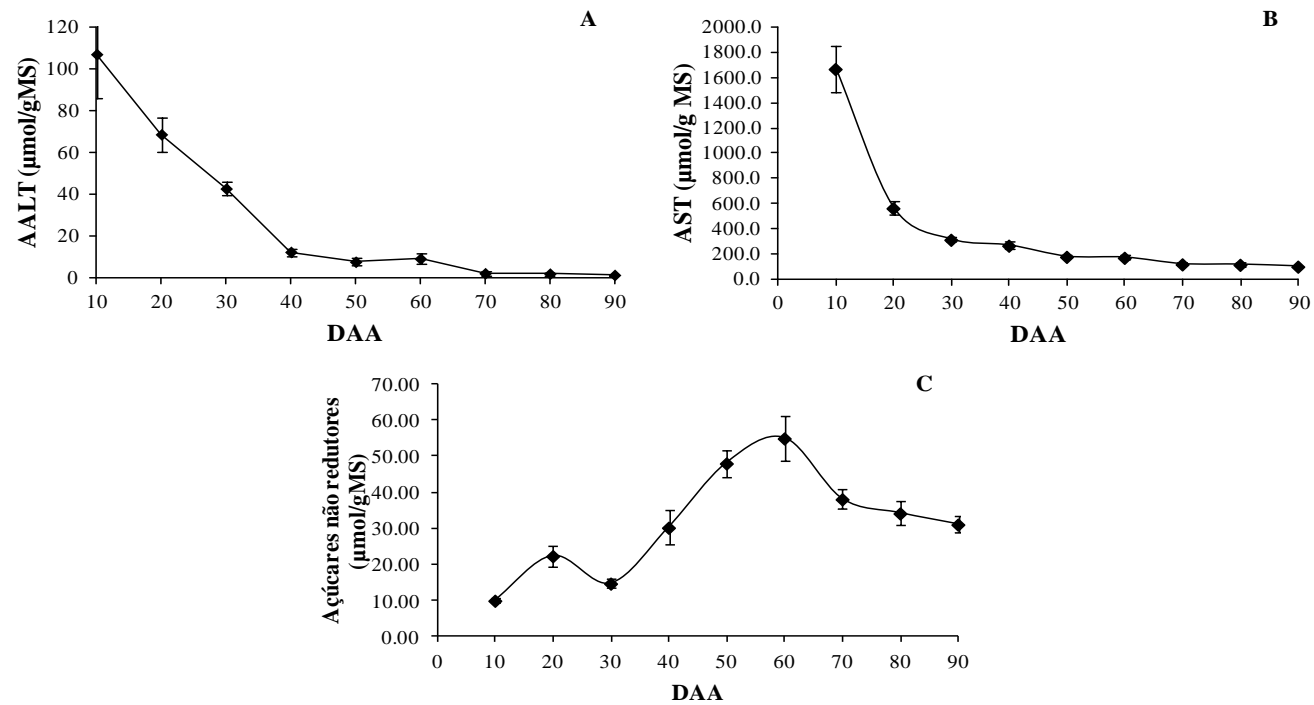 A
AALT (µmol/gMS)
120
100
80
60
40
20
0
10 20 30 40 50 60 70 80 90
DAA
B
AST (µmol/g MS)
2000.0
1800.0
1600.0
1400.0
1200.0
1000.0
800.0
600.0
400.0
200.0
0.0
0 10 20 30 40 50 60 70 80 90
DAA
C
Açúcares não redutores
(µmol/gMS)
70.00
60.00
50.00
40.00
30.00
20.00
10.00
0.00
0 10 20 30 40 50 60 70 80 90
DAA